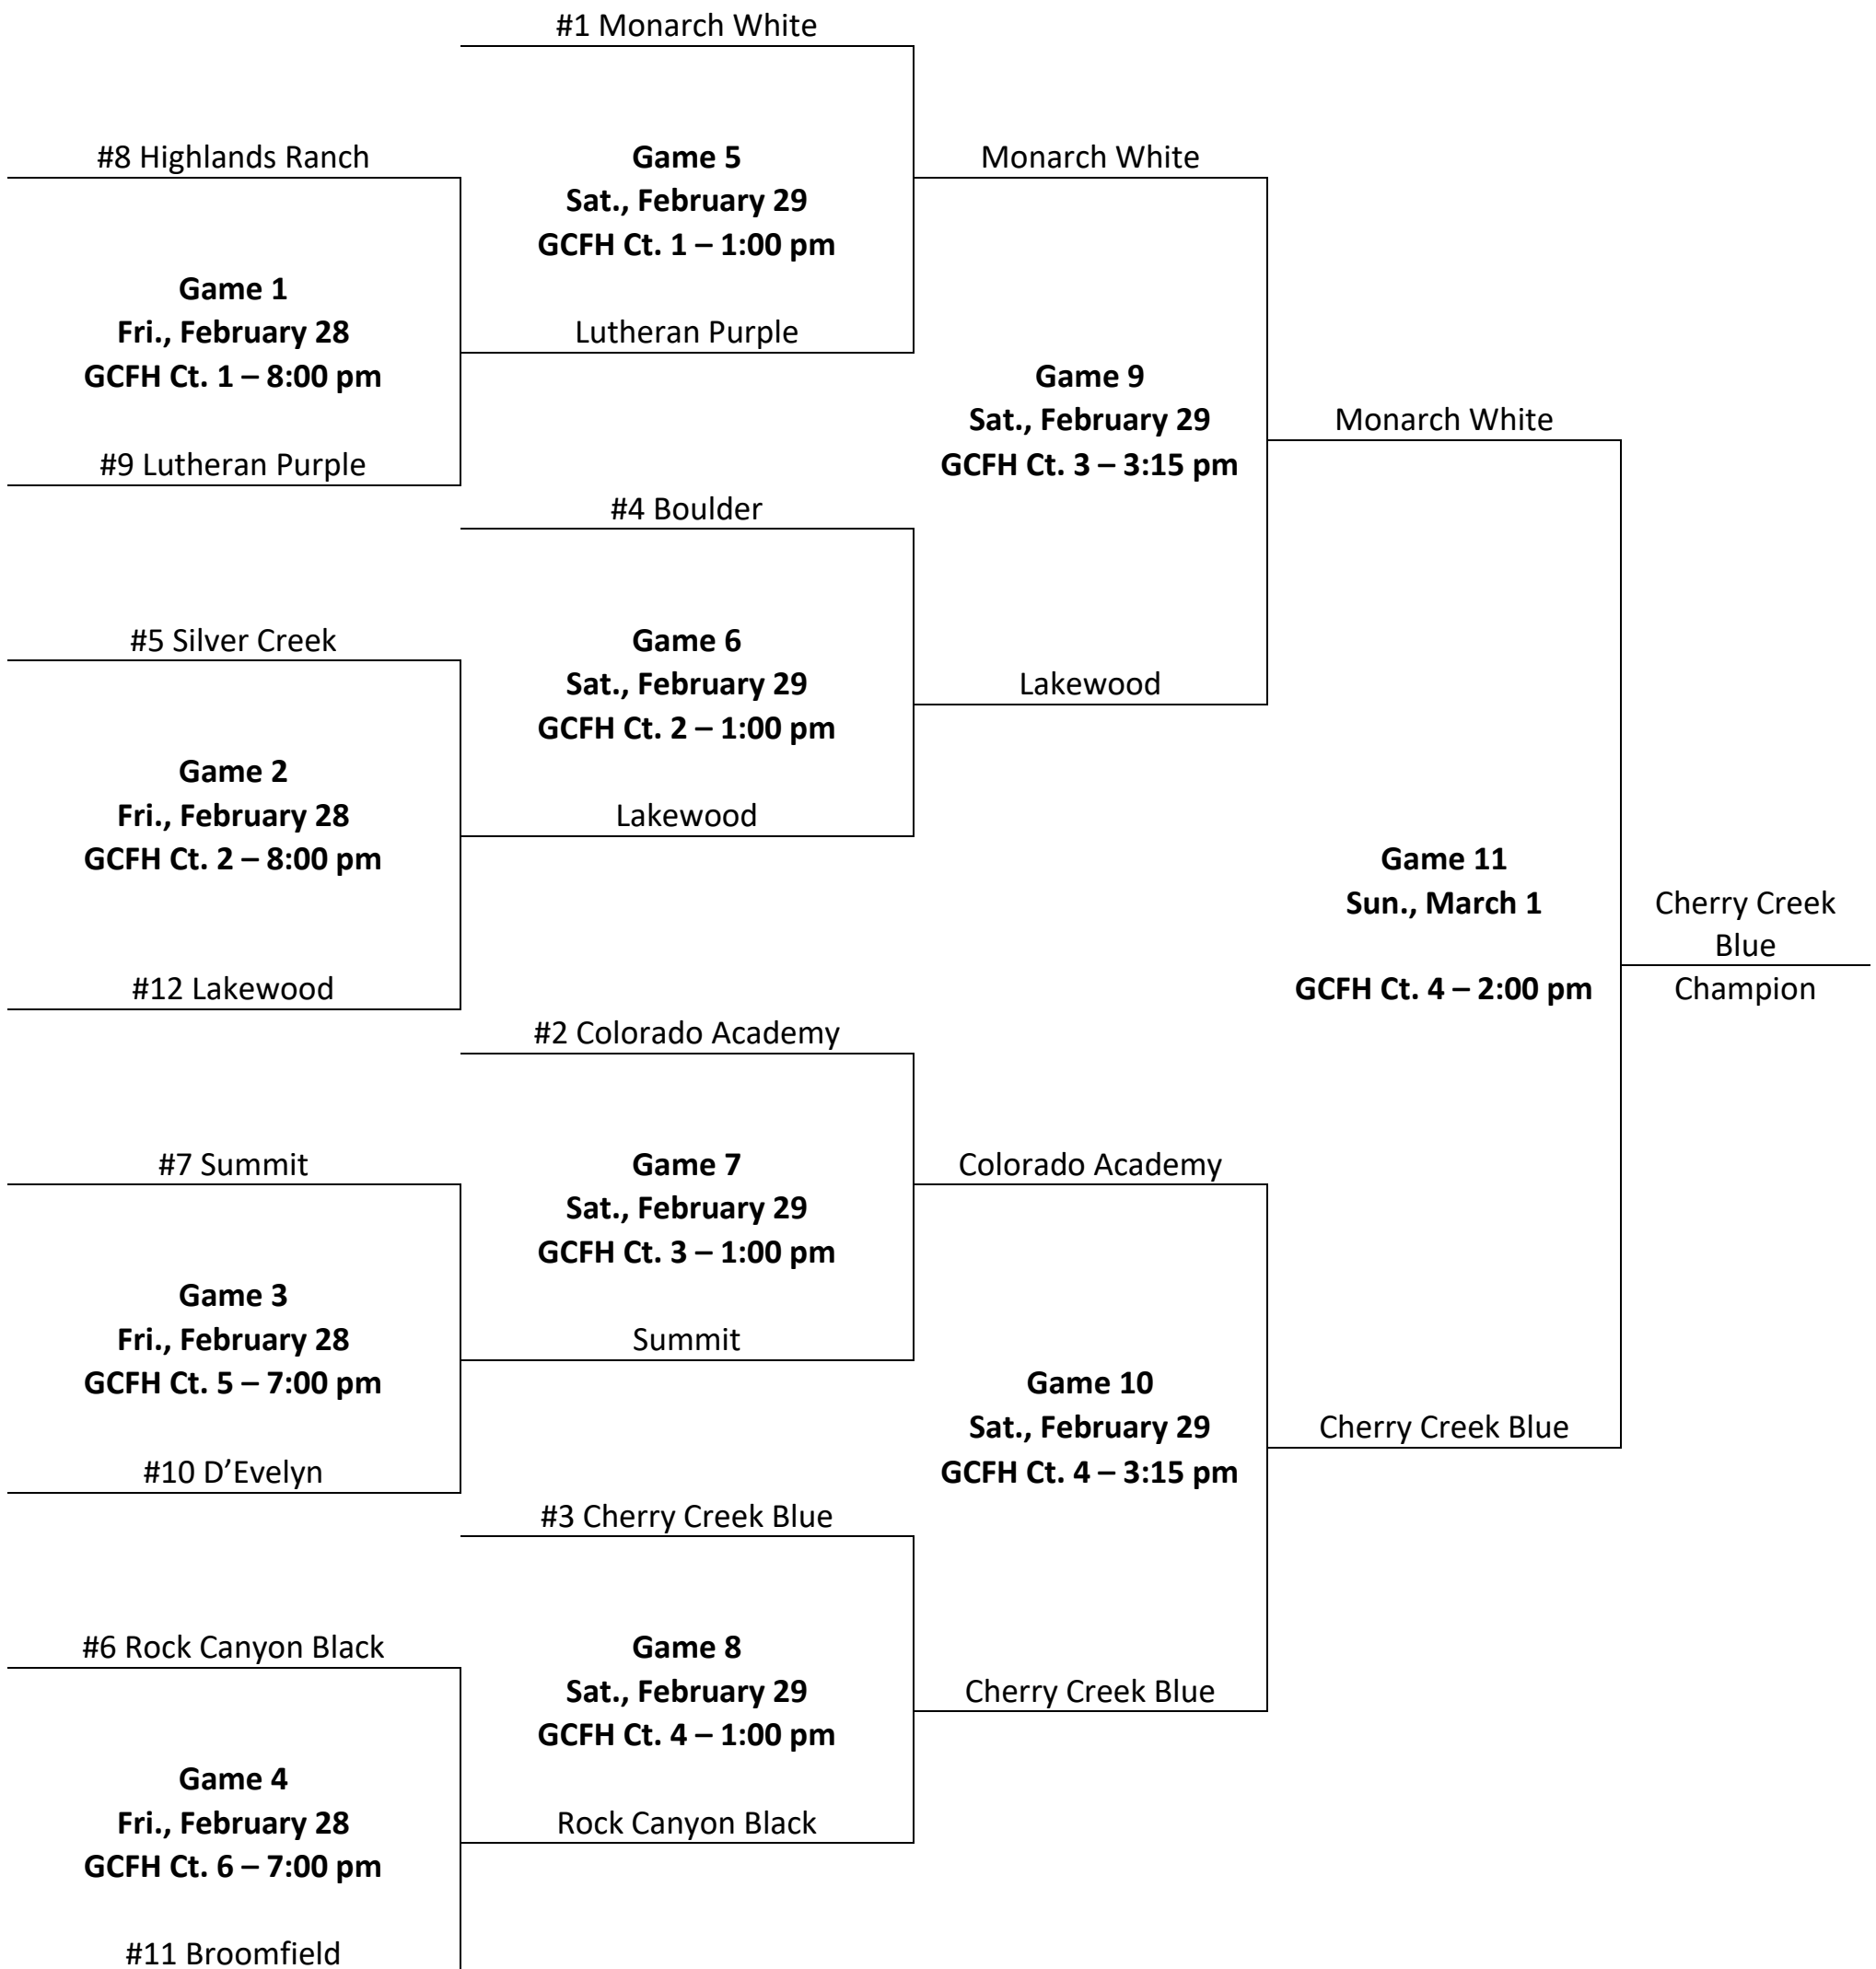 #1 Monarch White
#8 Highlands Ranch
Game 5
Sat., February 29
GCFH Ct. 1 – 1:00 pm
Monarch White
Game 1
Fri., February 28
GCFH Ct. 1 – 8:00 pm
Lutheran Purple
Game 9
Sat., February 29
GCFH Ct. 3 – 3:15 pm
Monarch White
#9 Lutheran Purple
#4 Boulder
#5 Silver Creek
Game 6
Sat., February 29
GCFH Ct. 2 – 1:00 pm
Lakewood
Game 2
Fri., February 28
GCFH Ct. 2 – 8:00 pm
Lakewood
Game 11
Sun., March 1
GCFH Ct. 4 – 2:00 pm
Cherry Creek
Blue
Champion
#12 Lakewood
#2 Colorado Academy
#7 Summit
Game 7
Sat., February 29
GCFH Ct. 3 – 1:00 pm
Colorado Academy
Game 3
Fri., February 28
GCFH Ct. 5 – 7:00 pm
Summit
Game 10
Sat., February 29
GCFH Ct. 4 – 3:15 pm
Cherry Creek Blue
#10 D’Evelyn
#3 Cherry Creek Blue
#6 Rock Canyon Black
Game 8
Sat., February 29
GCFH Ct. 4 – 1:00 pm
Cherry Creek Blue
Game 4
Fri., February 28
GCFH Ct. 6 – 7:00 pm
Rock Canyon Black
#11 Broomfield